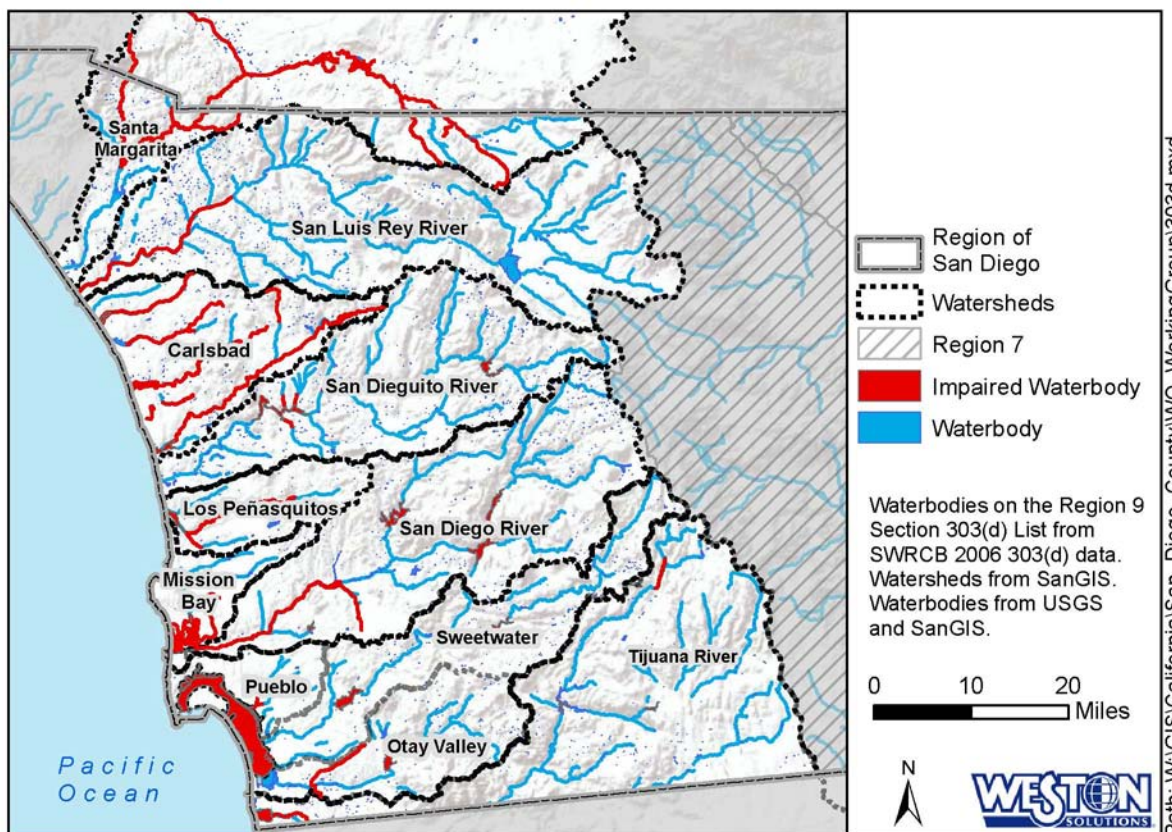 Santa
Margarita
San Luis Rey River
Carlsbad
San Dieguito River
Los Peñasquitos
San Diego River
Mission
Bay
Sweetwater
Tijuana River
Pueblo
Otay Valley
Pacific
Ocean
Region of
San Diego
Watersheds
Region 7
Impaired Waterbody
Waterbody
Waterbodies on the Region 9
Section 303(d) List from
SWRCB 2006 303(d) data.
Watersheds from SanGIS.
Waterbodies from USGS
and SanGIS.
0 10 20
Miles
N
WESTON
SOLUTIONS